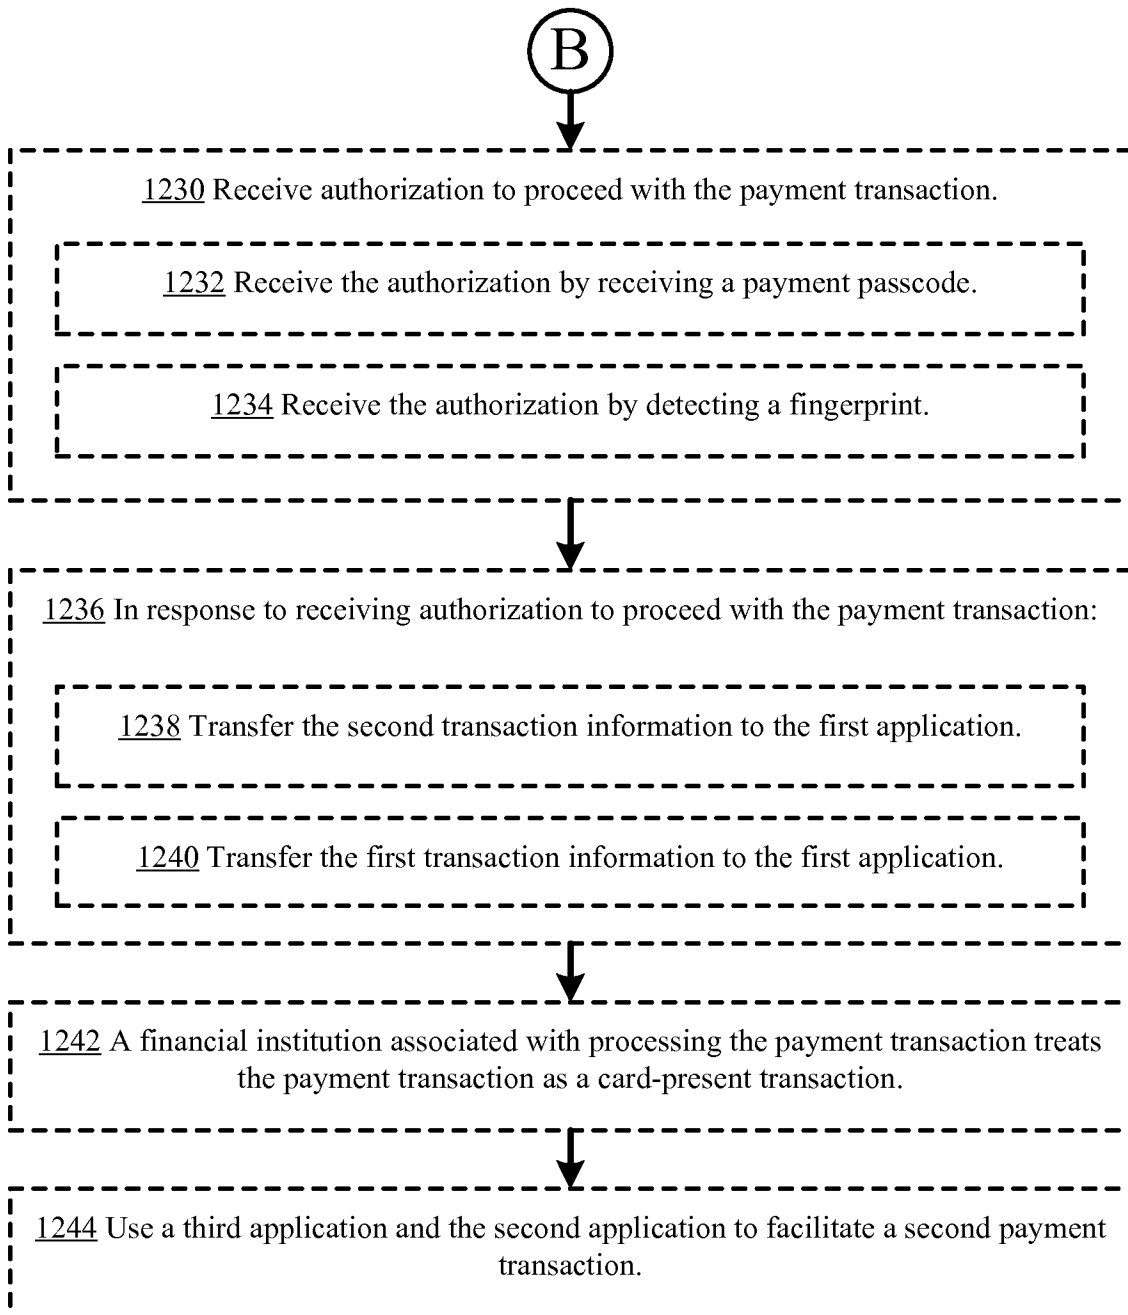 B
1230 Receive authorization to proceed with the payment transaction.
1232 Receive the authorization by receiving a payment passcode.
1234 Receive the authorization by detecting a fingerprint.
1236 In response to receiving authorization to proceed with the payment transaction:
1238 Transfer the second transaction information to the first application.
1240 Transfer the first transaction information to the first application.
1242 A financial institution associated with processing the payment transaction treats
the payment transaction as a card-present transaction.
1244 Use a third application and the second application to facilitate a second payment
transaction.